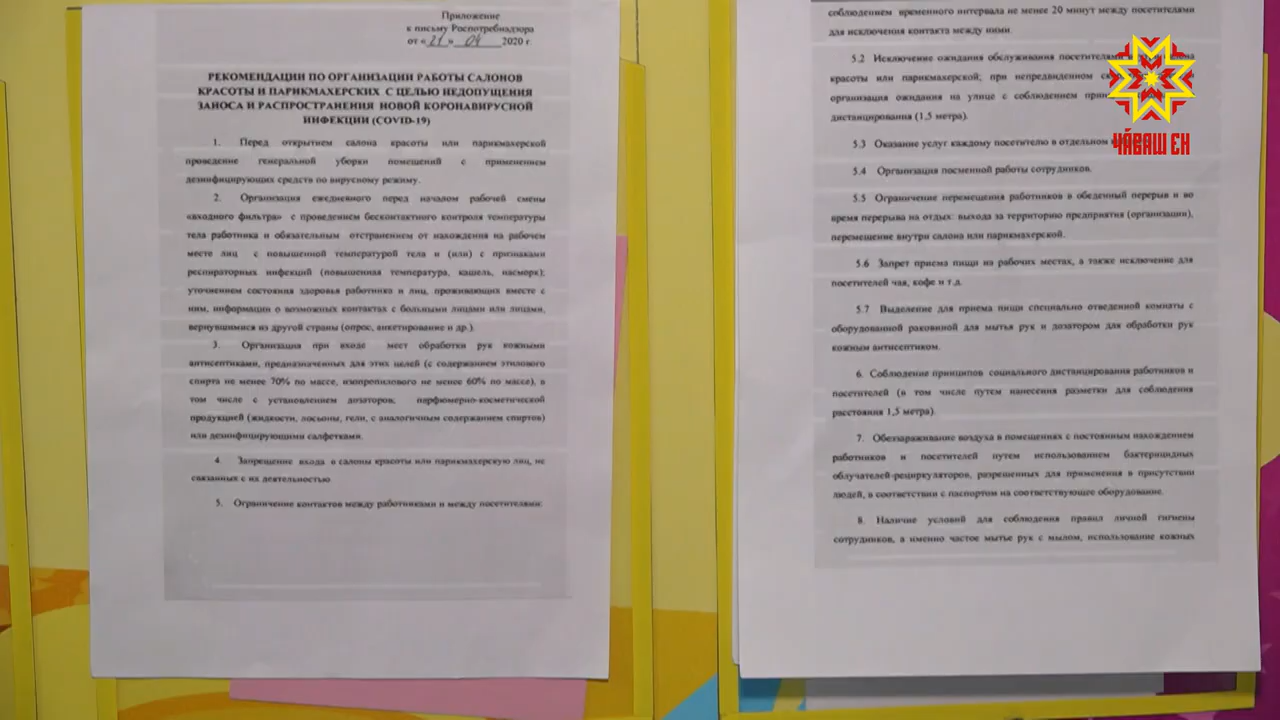 Приложение
к письму Роспотребнадзора
от «21» 04 2020 г.
РЕКОМЕНДАЦИИ ПО ОРГАНИЗАЦИИ РАБОТЫ САЛОНОВ
КРАСОТЫ И ПАРИКМАХЕРСКИХ С ЦЕЛЬЮ НЕДОПУЩЕНИЯ
ЗАНОСА И РАСПРОСТРАНЕНИЯ НОВОЙ КОРОНАВИРУСНОЙ
ИНФЕКЦИИ (COVID-19)
1. Перед открытием салона красоты или парикмахерской
проведение генеральной уборки помещений с применением
дезинфицирующих средств по вирусному режиму.
2. Организация ежедневного перед началом рабочей смены
«входного фильтра» с проведением бесконтактного контроля температуры
тела работника и обязательным отстранением от нахождения на рабочем
месте лиц с повышенной температурой тела и (или) с признаками
респираторных инфекций (повышенная температура, кашель, насморк);
уточнением состояния здоровья работника и лиц, проживающих вместе с
ним, информации о возможных контактах с больными лицами или лицами,
вернувшимися из другой страны (опрос, анкетирование и др.).
3. Организация при входе мест обработки рук кожными
антисептиками, предназначенных для этих целей (с содержанием этилового
спирта не менее 70% по массе, изопропилового не менее 60% по массе), в
том числе с установлением дозаторов, парфюмерно-косметической
продукцией (жидкости, лосьоны, гели, с аналогичным содержанием спиртов)
или дезинфицирующими салфетками.
4. Запрещение входа в салоны красоты или парикмахерскую лиц, не
связанных с их деятельностью
5. Ограничение контактов между работниками и между посетителями:
соблюдением временного интервала не менее 20 минут между посетителями
для исключения контакта между ними.
5.2 Исключение ожидания обслуживания посетителями
красоты или парикмахерской; при непредвиденном
организация ожидания на улице с соблюдением
дистанцирования (1,5 метра).
5.3 Оказание услуг каждому посетителю в отдельном
5.4 Организация посменной работы сотрудников.
5.5 Ограничение перемещения работников в обеденный перерыв и во
время перерыва на отдых: выхода за территорию предприятия (организации),
перемещение внутри салона или парикмахерской.
5.6 Запрет приема пищи на рабочих местах, а также исключение для
посетителей чая, кофе и т.д.
5.7 Выделение для приема пищи специально отведенной комнаты с
оборудованной раковиной для мытья рук и дозатором для обработки рук
кожным антисептиком.
6. Соблюдение принципов социального дистанцирования работников и
посетителей (в том числе путем нанесения разметки для соблюдения
расстояния 1,5 метра).
7. Обеззараживание воздуха в помещениях с постоянным нахождением
работников и посетителей путем использованием бактерицидных
облучателей-рециркуляторов, разрешенных для применения в присутствии
людей, в соответствии с паспортом на соответствующее оборудование.
8. Наличие условий для соблюдения правил личной гигиены
сотрудников, а именно частое мытье рук с мылом, использование кожных
ЧӐВАШ ЕН